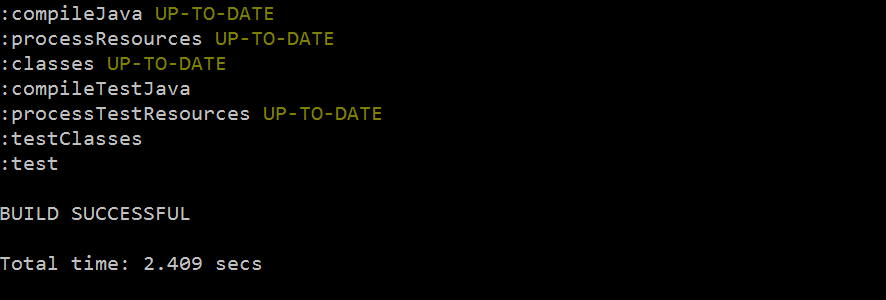 :compileJava UP-TO-DATE
:processResources UP-TO-DATE
:classes UP-TO-DATE
:compileTestJava
:processTestResources UP-TO-DATE
:testClasses
:test
BUILD SUCCESSFUL
Total time: 2.409 secs